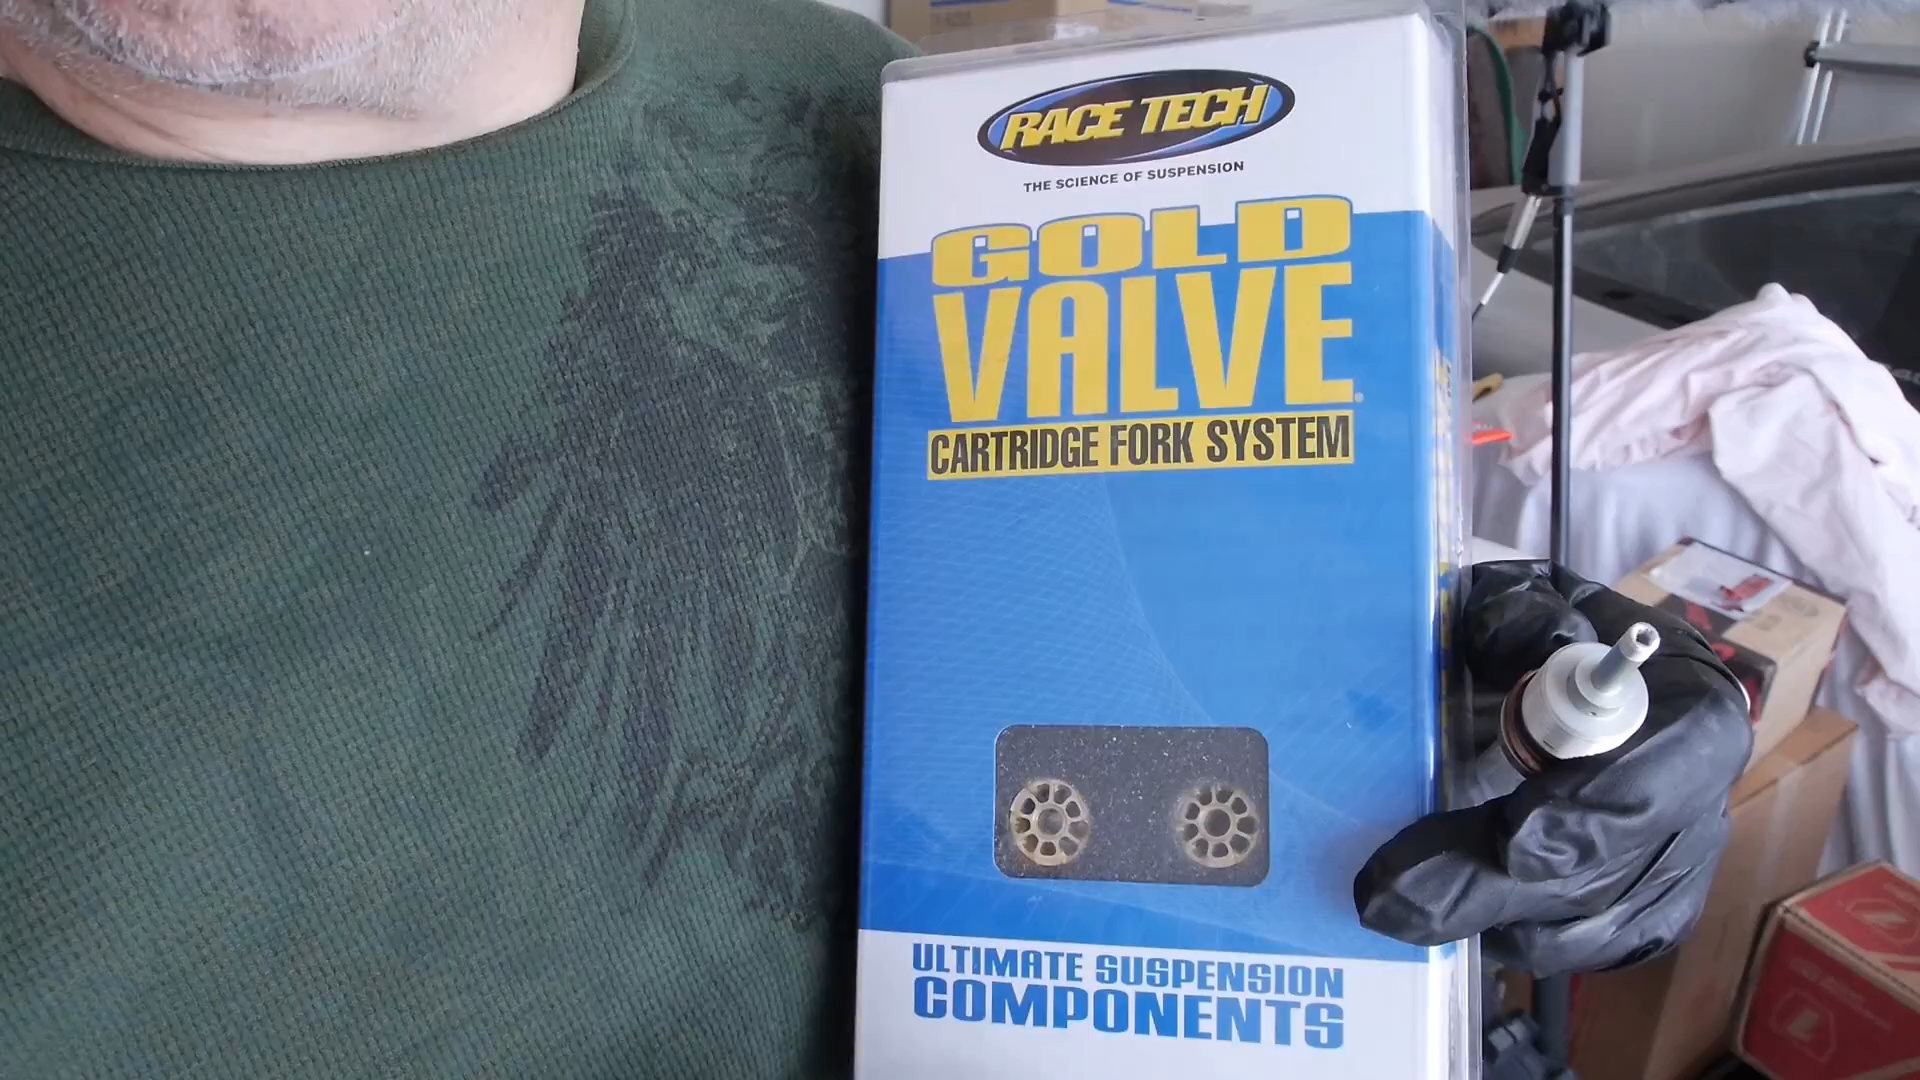 RACE TECH
THE SCIENCE OF SUSPENSION
GOLD
VALVE
CARTRIDGE FORK SYSTEM
ULTIMATE SUSPENSION
COMPONENTS